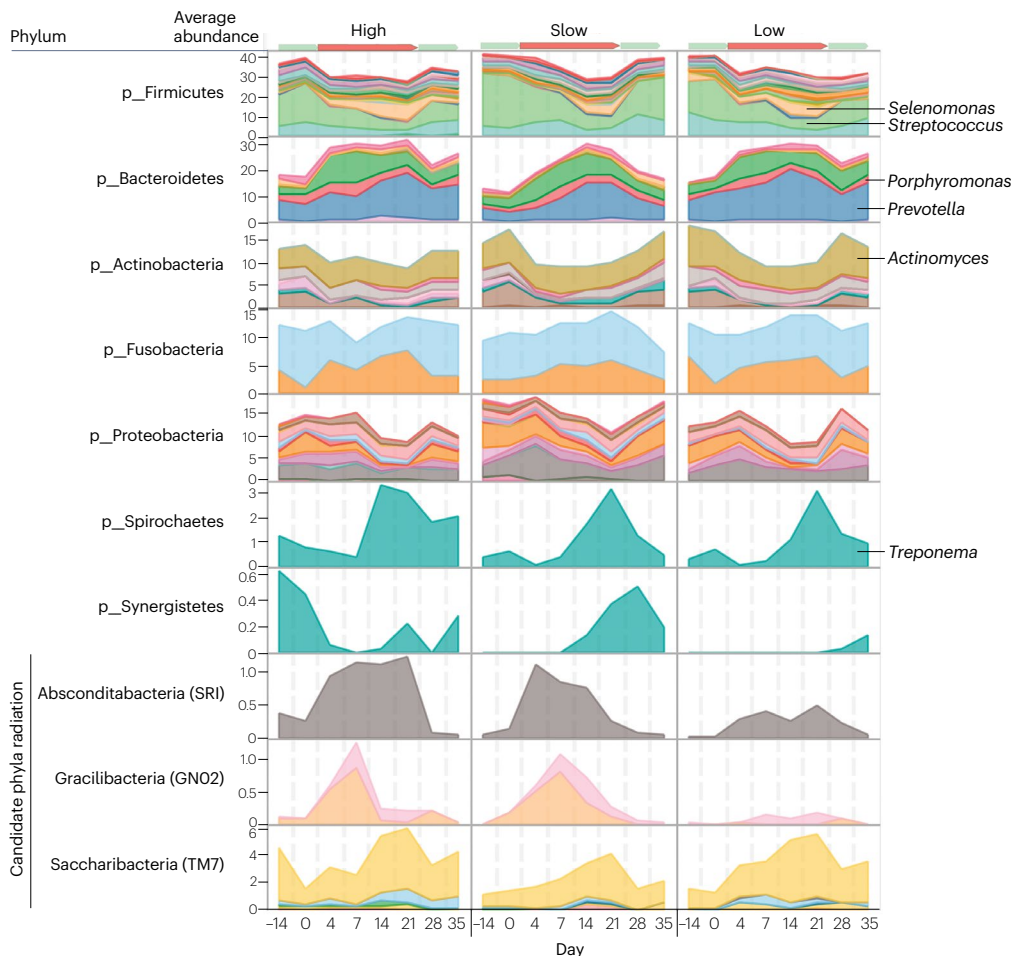 Phylum
Average
abundance
High
Slow
Low
p_Firmicutes
40
30
20
10
0
Selenomonas
Streptococcus
p_Bacteroidetes
30
20
10
0
Porphyromonas
Prevotella
p_Actinobacteria
15
10
5
0
Actinomyces
p_Fusobacteria
15
10
5
0
p_Proteobacteria
15
10
5
0
p_Spirochaetes
3
2
1
0
Treponema
p_Synergistetes
0.6
0.4
0.2
0
Candidate phyla radiation
Absconditabacteria (SRI)
1.0
0.5
0
Gracilibacteria (GN02)
1.0
0.5
0
Saccharibacteria (TM7)
6
4
2
0
–14 0 4 7 14 21 28 35 –14 0 4 7 14 21 28 35 –14 0 4 7 14 21 28 35
Day